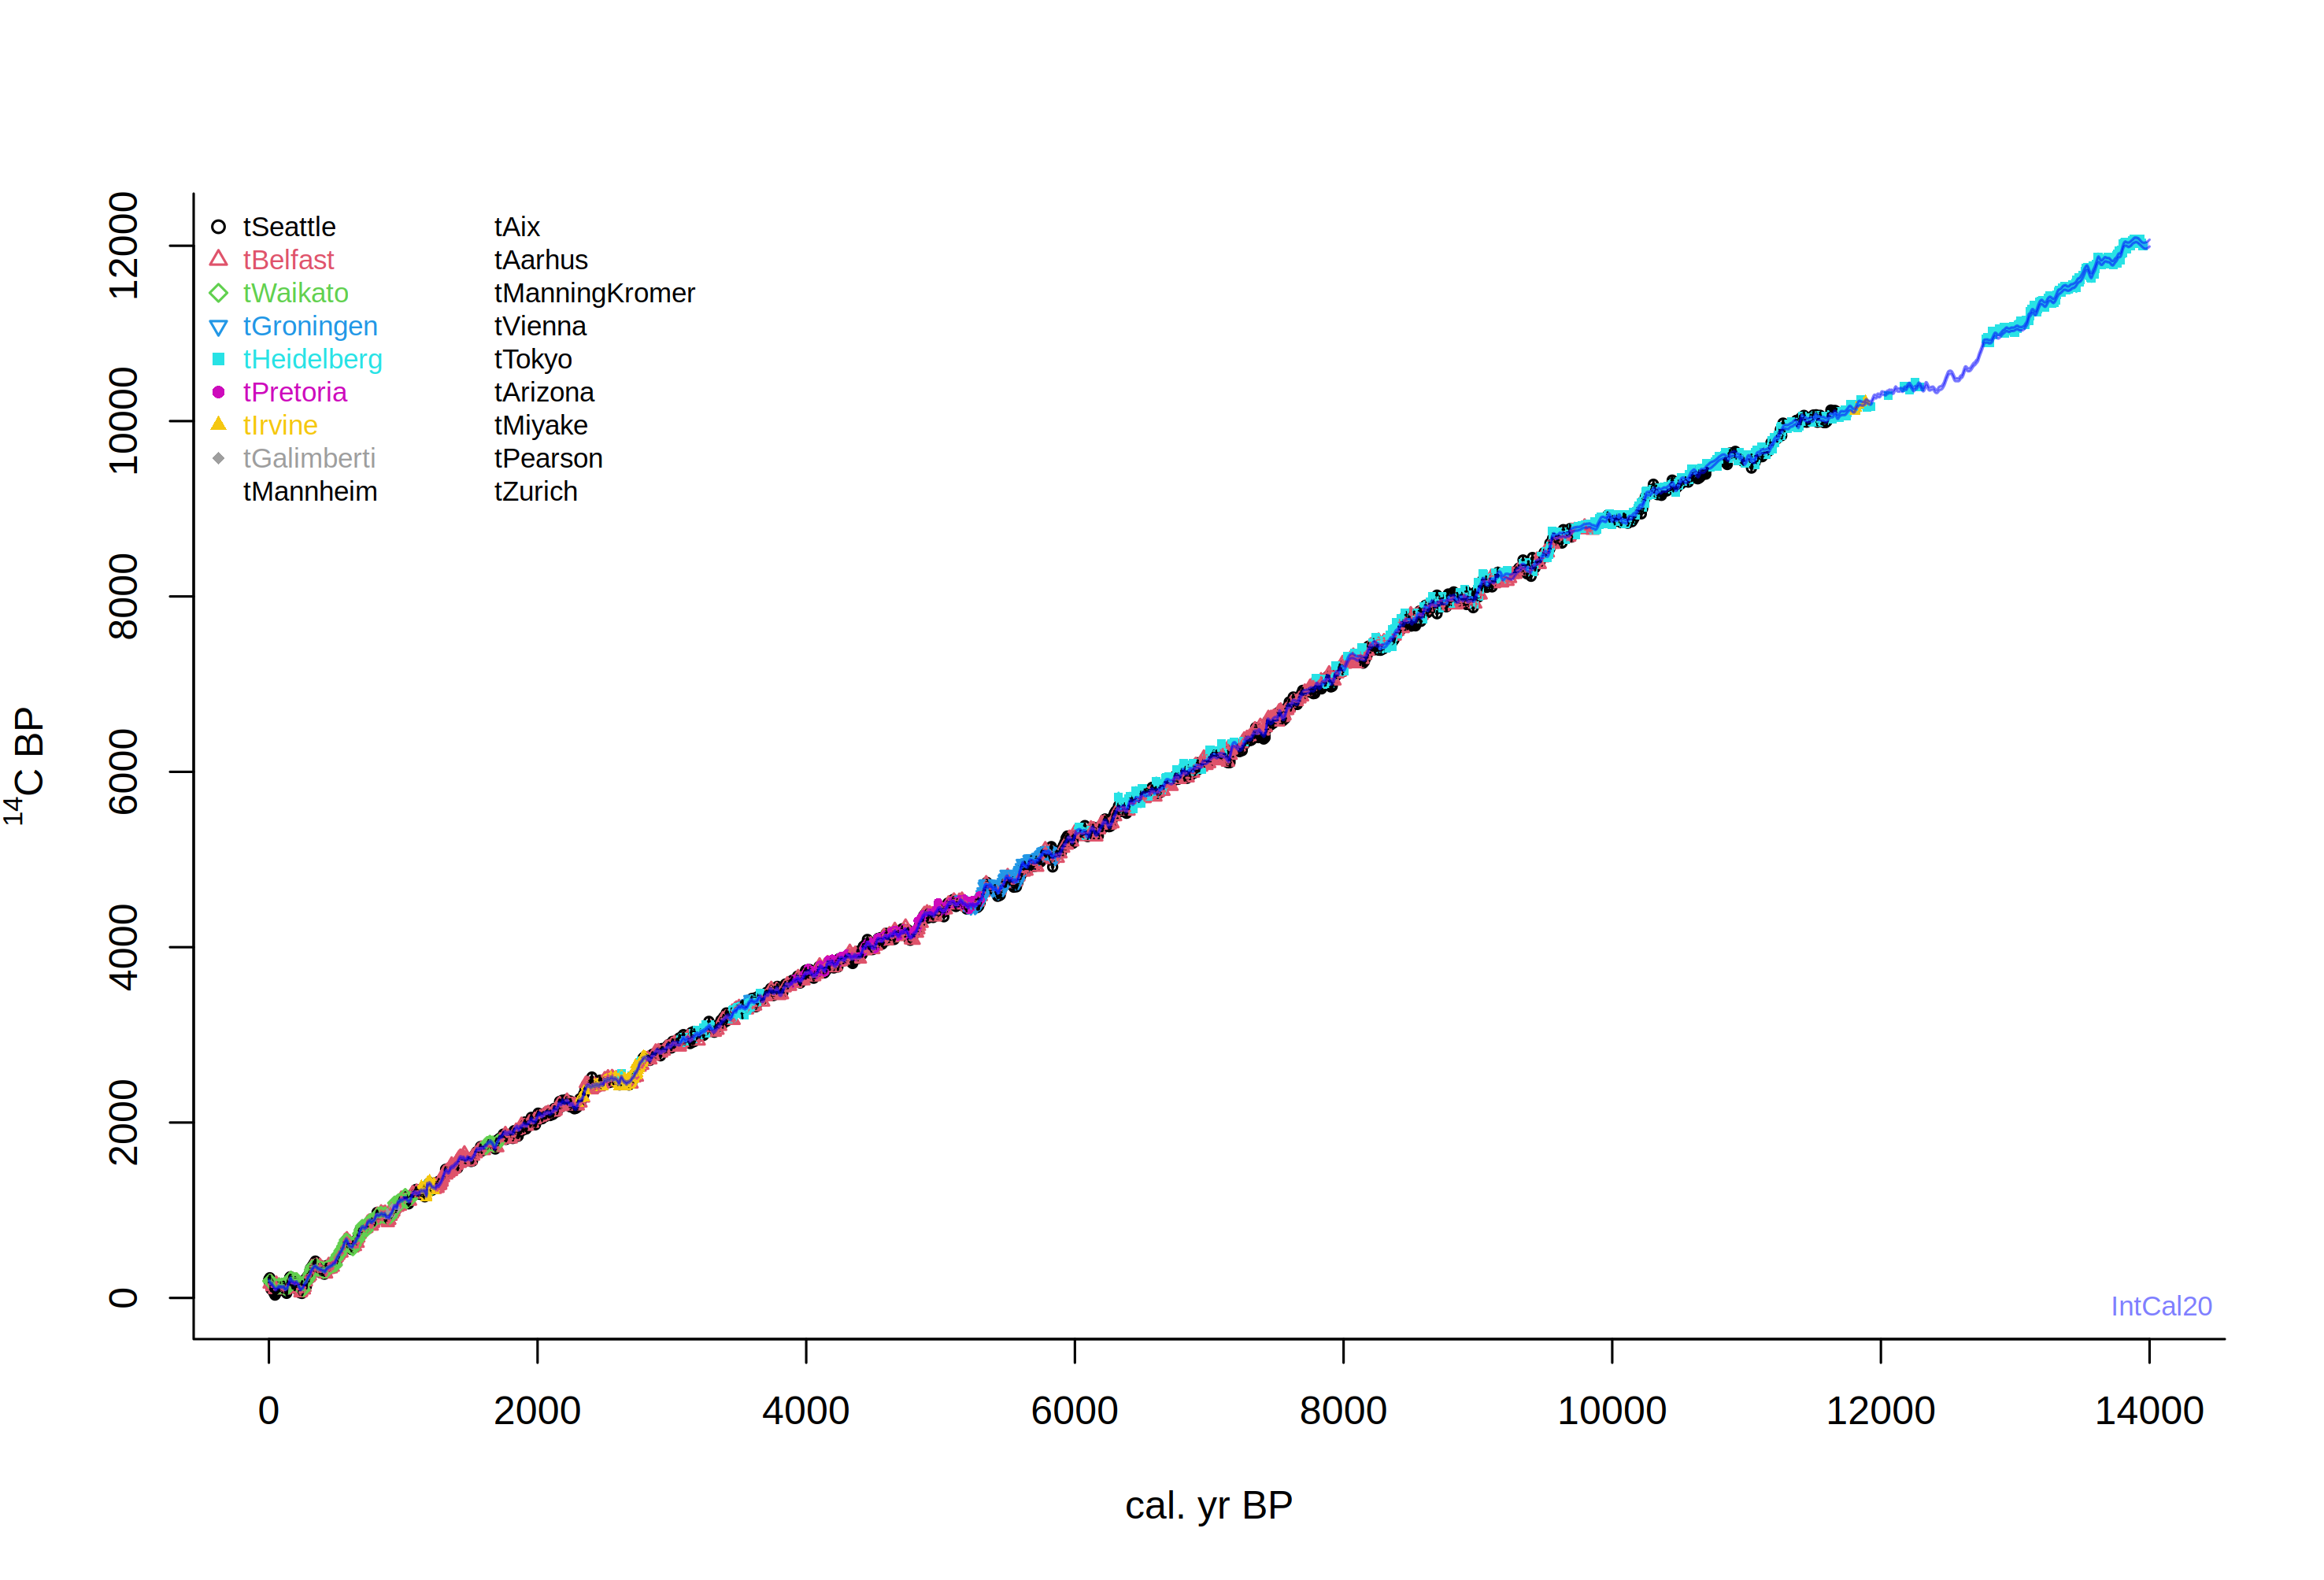 tSeattle
tBelfast
tWaikato
tGroningen
tHeidelberg
tPretoria
tIrvine
tGalimberti
tMannheim
tAix
tAarhus
tManningKromer
tVienna
tTokyo
tArizona
tMiyake
tPearson
tZurich
12000
10000
8000
6000
4000
2000
0
14C BP
IntCal20
0 2000 4000 6000 8000 10000 12000 14000
cal. yr BP